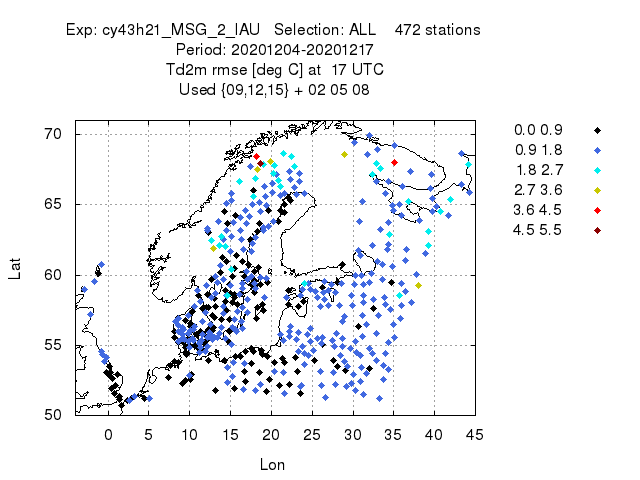 Exp: cy43h21_MSG_2_IAU Selection: ALL 472 stations
Period: 20201204-20201217
Td2m rmse [deg C] at 17 UTC
Used {09,12,15} + 02 05 08
70
65
60
55
50
Lat
0 5 10 15 20 25 30 35 40 45
Lon
0.0 0.9
0.9 1.8
1.8 2.7
2.7 3.6
3.6 4.5
4.5 5.5